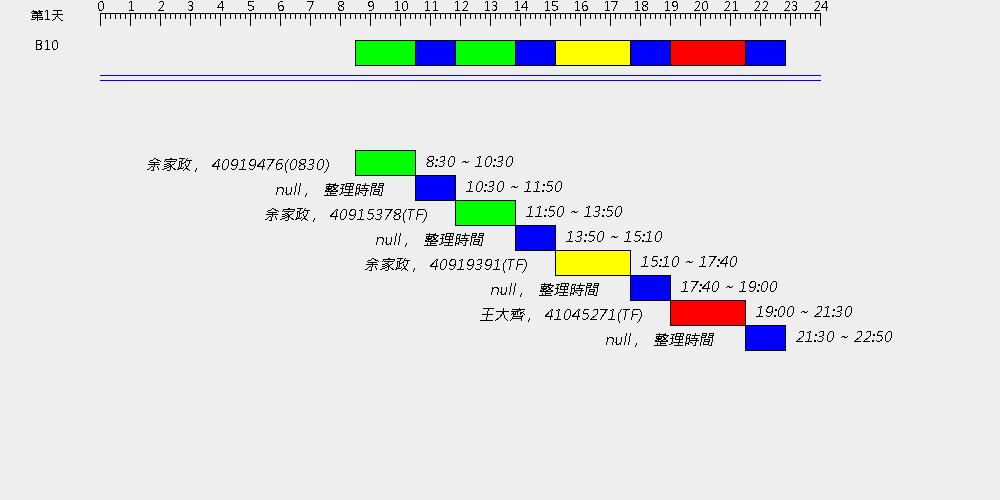 第1天 0 1 2 3 4 5 6 7 8 9 10 11 12 13 14 15 16 17 18 19 20 21 22 23 24
B10
余家政， 40919476(0830) 8:30 ~ 10:30
null， 整理時間 10:30 ~ 11:50
余家政， 40915378(TF) 11:50 ~ 13:50
null， 整理時間 13:50 ~ 15:10
余家政， 40919391(TF) 15:10 ~ 17:40
null， 整理時間 17:40 ~ 19:00
王大齊， 41045271(TF) 19:00 ~ 21:30
null， 整理時間 21:30 ~ 22:50